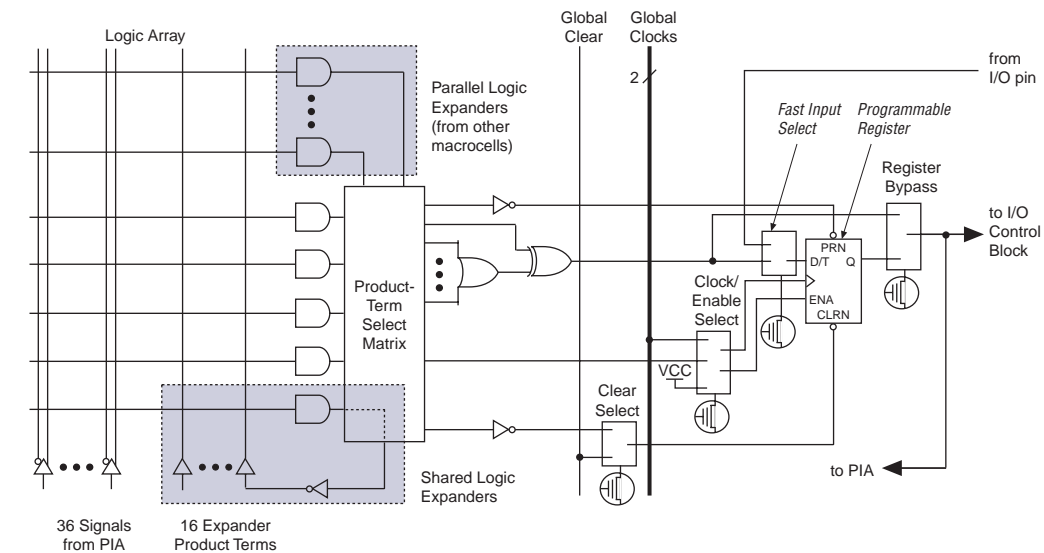 Logic Array
Global
Clear
Global
Clocks
2
from
I/O pin
Parallel Logic
Expanders
(from other
macrocells)
Fast Input
Select
Programmable
Register
Register
Bypass
to I/O
Control
Block
PRN
D/T Q
ENA
CLRN
Product-
Term
Select
Matrix
Clock/
Enable
Select
VCC
Clear
Select
to PIA
Shared Logic
Expanders
36 Signals
from PIA
16 Expander
Product Terms